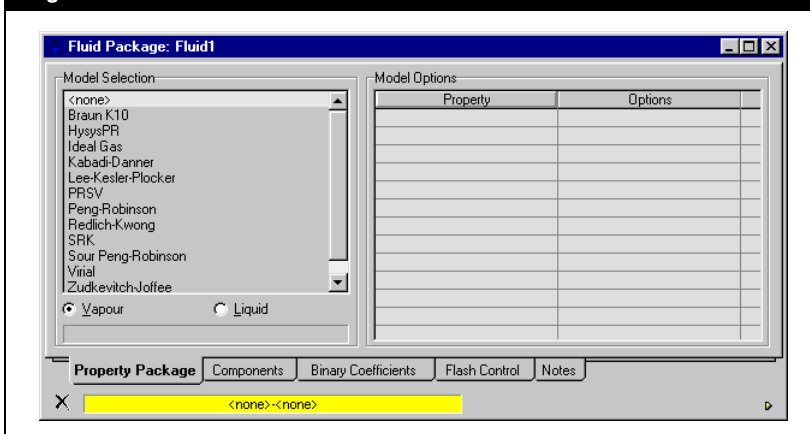 Fluid Package: Fluid1
Model Selection
<none>
Braun K10
HysysPR
Ideal Gas
Kabadi-Danner
Lee-Kesler-Plocker
PRSV
Peng-Robinson
Redlich-Kwong
SRK
Sour Peng-Robinson
Virial
Zudkevitch-Joffee
Vapour Liquid
Model Options
Property Options
Property Package Components Binary Coefficients Flash Control Notes
<none>-<none>